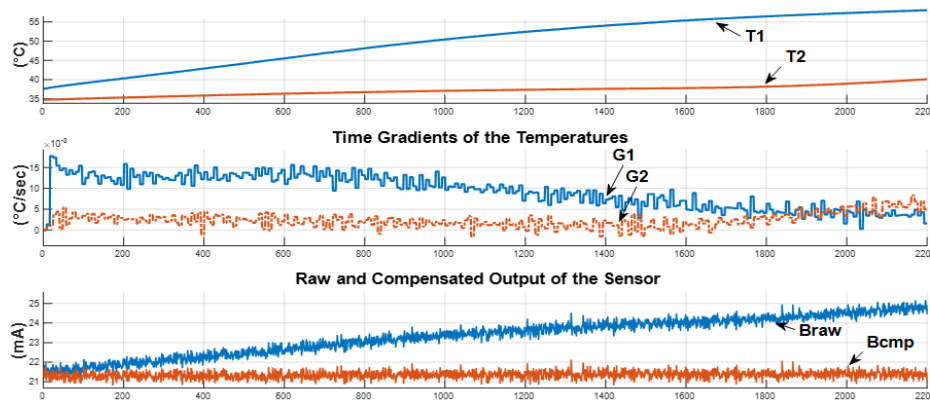 55
50
45
40
35
(°C)
T1
T2
0 200 400 600 800 1000 1200 1400 1600 1800 2000 220
Time Gradients of the Temperatures
×10⁻³
15
10
5
0
(°C/sec)
G1
G2
0 200 400 600 800 1000 1200 1400 1600 1800 2000 220
Raw and Compensated Output of the Sensor
25
24
23
22
21
(mA)
Braw
Bcmp
0 200 400 600 800 1000 1200 1400 1600 1800 2000 220